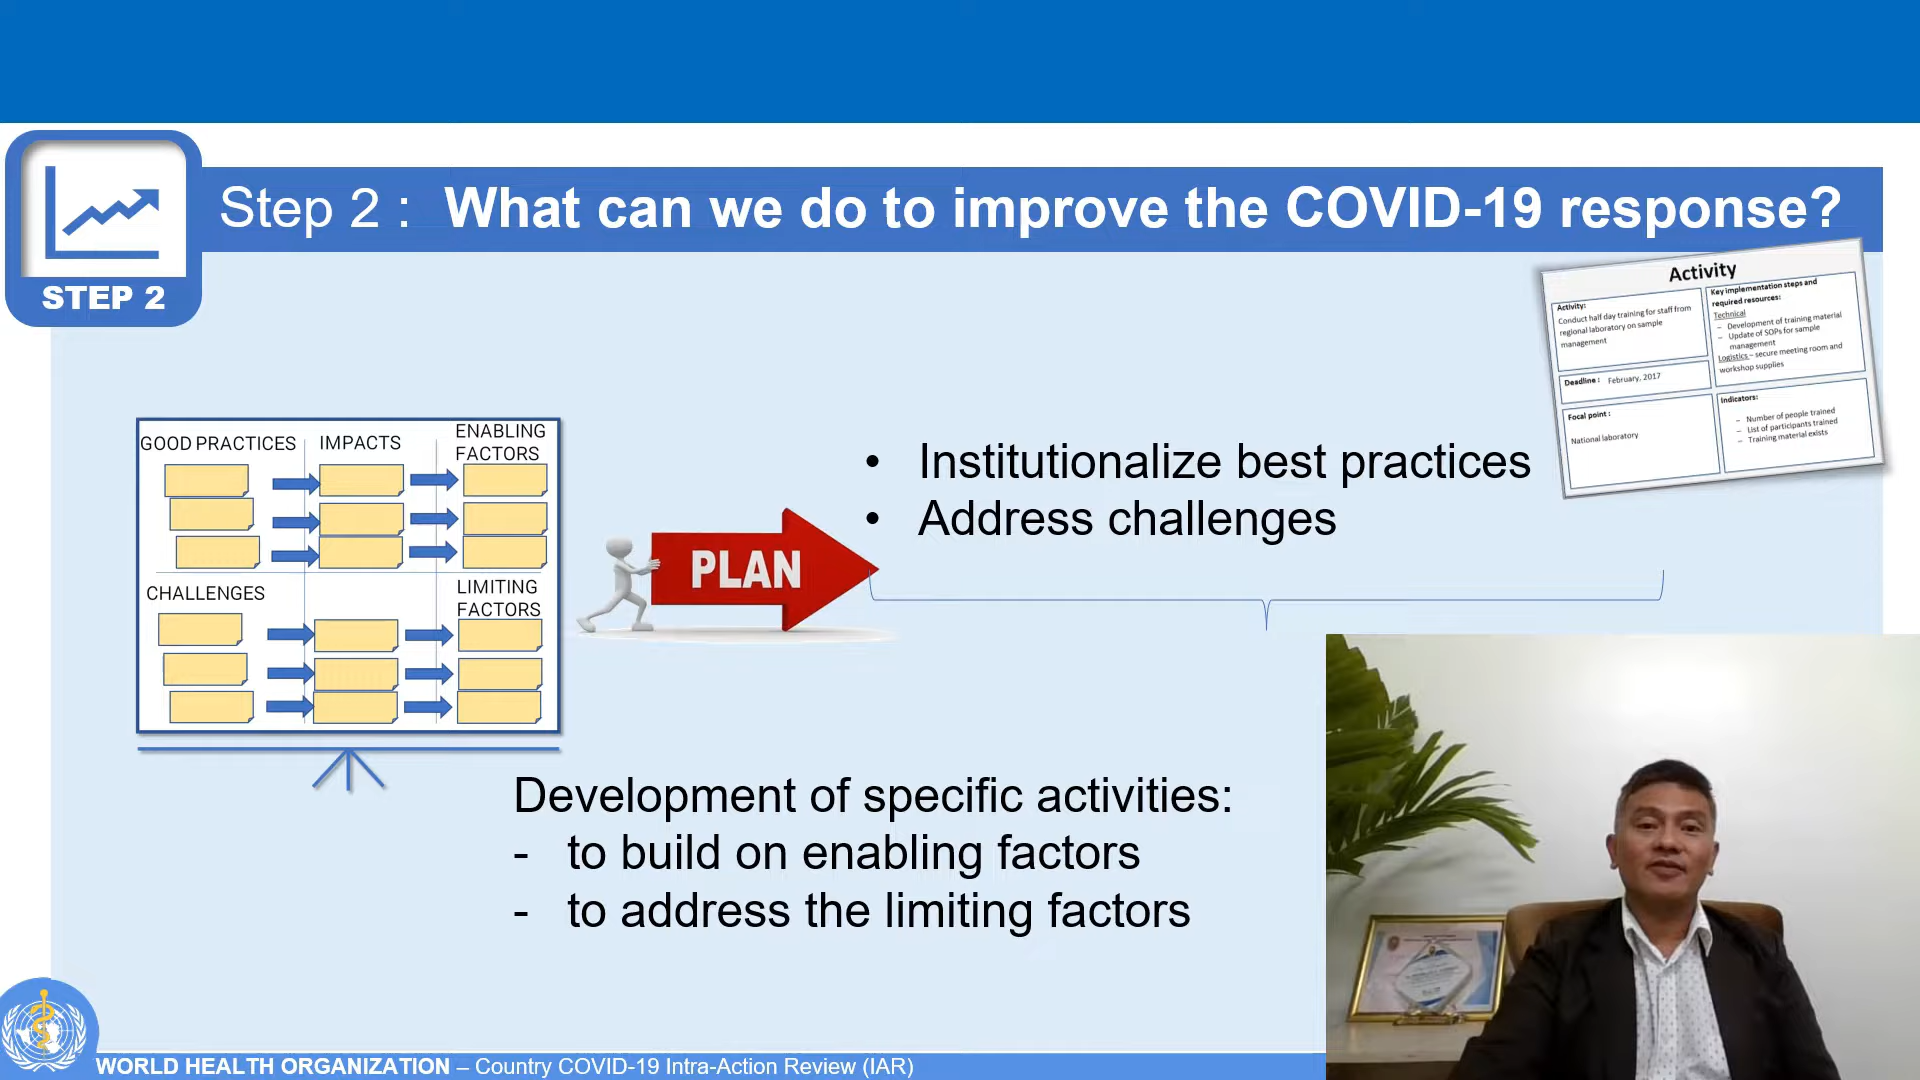 Step 2 : What can we do to improve the COVID-19 response?
STEP 2
Activity
Activity:
Conduct half day training for staff from
regional laboratory on sample
management
Key implementation steps and
required resources:
Technical
– Development of training material
– Update of SOPs for sample
management
Logistics – secure meeting room and
workshop supplies
Deadline : February, 2017
Focal point :
National laboratory
Indicators:
– Number of people trained
– List of participants trained
– Training material exists
GOOD PRACTICES
IMPACTS
ENABLING
FACTORS
CHALLENGES
LIMITING
FACTORS
PLAN
• Institutionalize best practices
• Address challenges
Development of specific activities:
- to build on enabling factors
- to address the limiting factors
WORLD HEALTH ORGANIZATION – Country COVID-19 Intra-Action Review (IAR)